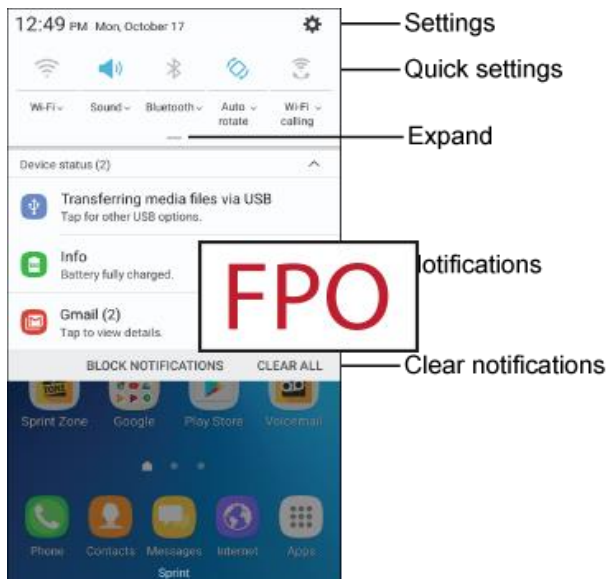 12:49 PM Mon, October 17
Settings
Quick settings
Wi-Fi
Sound
Bluetooth
Auto
rotate
Wi-Fi
calling
Expand
Device status (2)
Transferring media files via USB
Tap for other USB options.
Info
Battery fully charged.
FPO
Gmail (2)
Tap to view details.
BLOCK NOTIFICATIONS
CLEAR ALL
Clear notifications
Sprint Zone
Google
Play Store
Voicemail
Phone
Contacts
Messages
Internet
Apps
Sprint